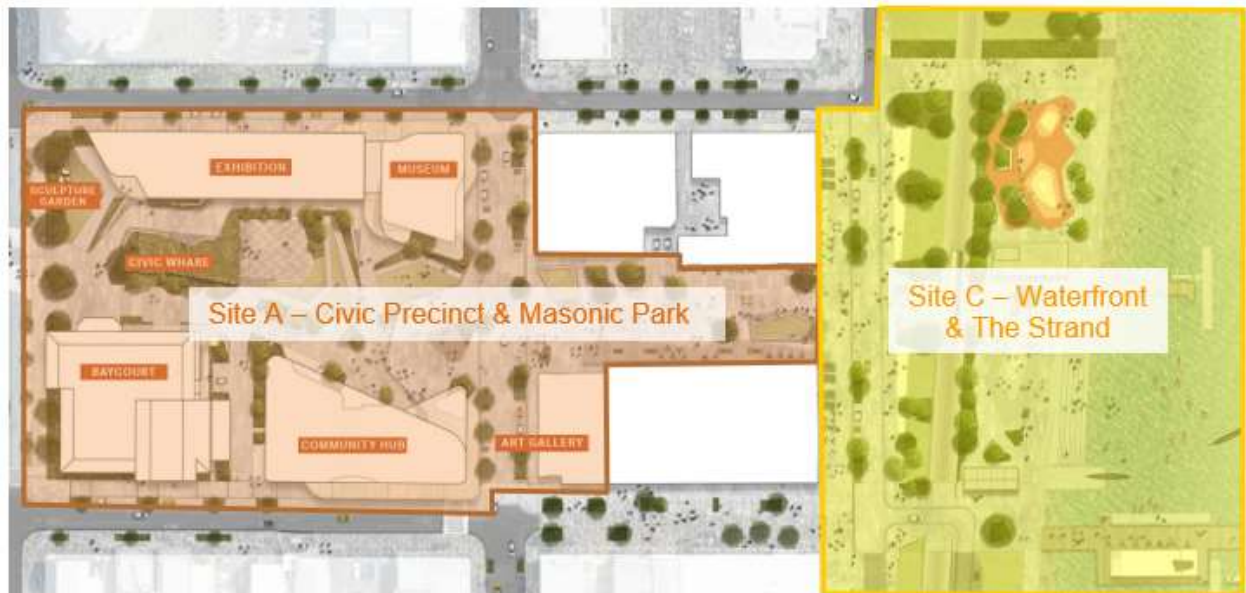 EXHIBITION
MUSEUM
SCULPTURE
GARDEN
CIVIC WHARE
Site A – Civic Precinct & Masonic Park
Site C – Waterfront
& The Strand
BAYCOURT
COMMUNITY HUB
ART GALLERY